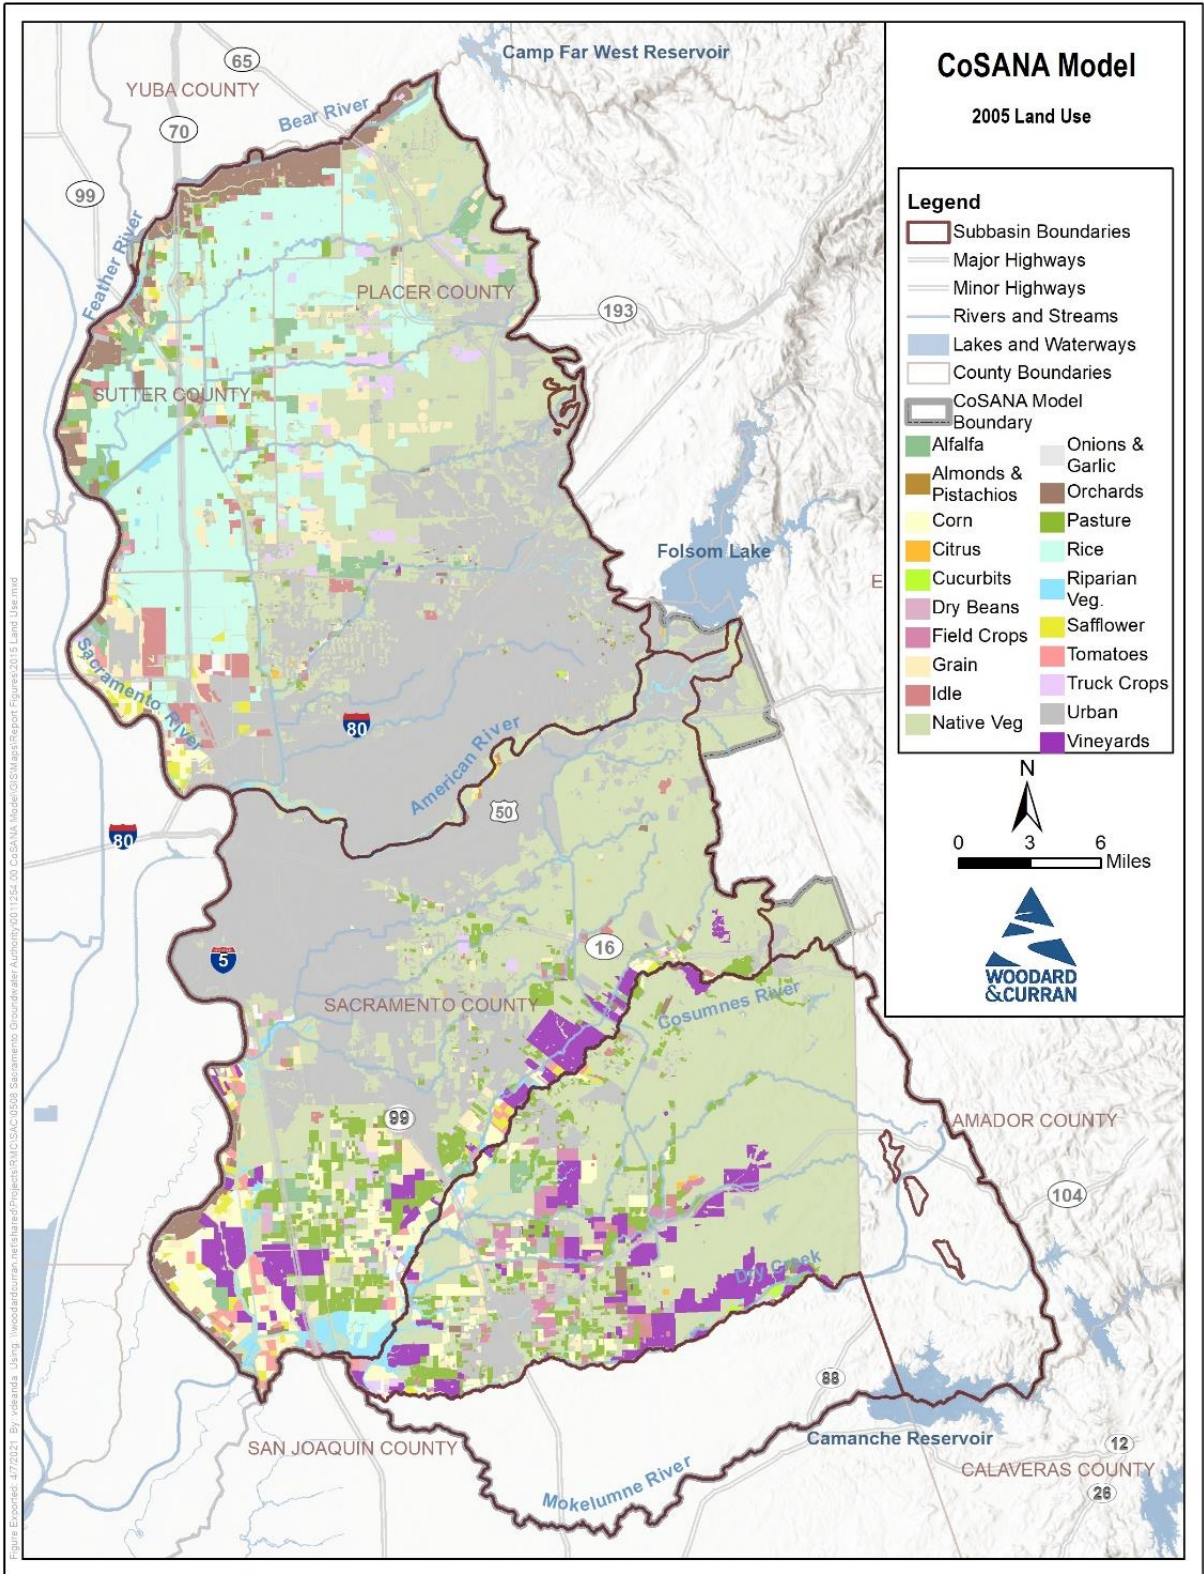 CoSANA Model
2005 Land Use
Legend
Subbasin Boundaries
Major Highways
Minor Highways
Rivers and Streams
Lakes and Waterways
County Boundaries
CoSANA Model
Boundary
Alfalfa
Almonds &
Pistachios
Corn
Citrus
Cucurbits
Dry Beans
Field Crops
Grain
Idle
Native Veg
Onions &
Garlic
Orchards
Pasture
Rice
Riparian
Veg.
Safflower
Tomatoes
Truck Crops
Urban
Vineyards
N
0 3 6
Miles
WOODARD
&CURRAN
Camp Far West Reservoir
65
YUBA COUNTY
70
Bear River
99
Feather River
PLACER COUNTY
193
SUTTER COUNTY
Folsom Lake
E
Sacramento River
80
American River
50
80
16
5
SACRAMENTO COUNTY
Cosumnes River
99
AMADOR COUNTY
104
Dry Creek
88
Camanche Reservoir
SAN JOAQUIN COUNTY
12
CALAVERAS COUNTY
26
Mokelumne River